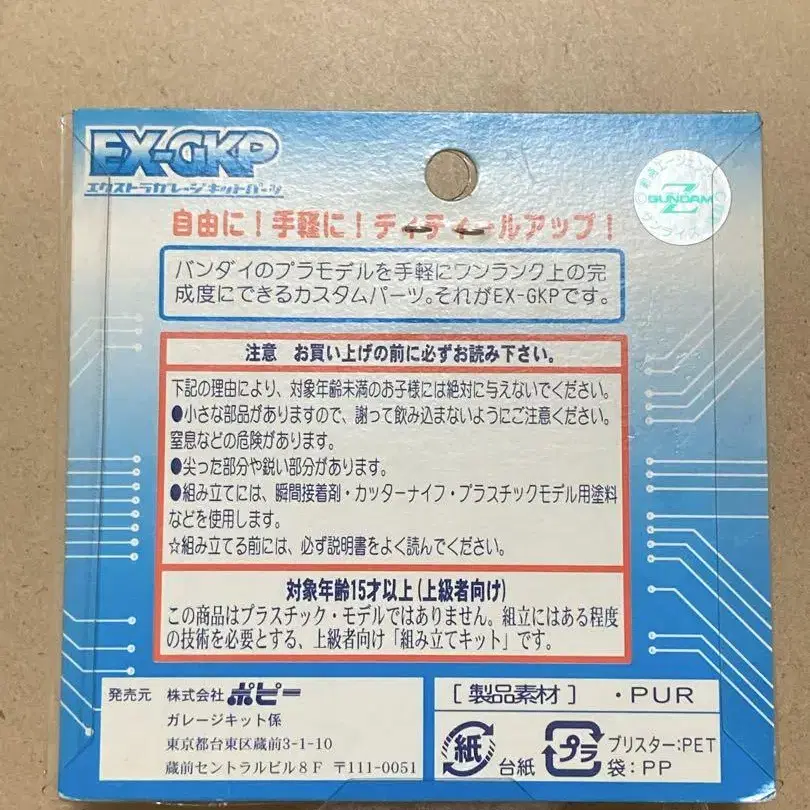 EX-GKP
エクストラガレージキットパーツ
自由に!手軽に!ディティールアップ!
GUNDAM
Z
サンライズ
バンダイのプラモデルを手軽にワンランク上の完
成度にできるカスタムパーツ。それがEX-GKPです。
注意 お買い上げの前に必ずお読み下さい。
下記の理由により、対象年齢未満のお子様には絶対に与えないでください。
●小さな部品がありますので、謝って飲み込まないようにご注意ください。
窒息などの危険があります。
●尖った部分や鋭い部分があります。
●組み立てには、瞬間接着剤・カッターナイフ・プラスチックモデル用塗料
などを使用します。
☆組み立てる前には、必ず説明書をよく読んでください。
対象年齢15才以上(上級者向け)
この商品はプラスチック・モデルではありません。組立にはある程度
の技術を必要とする、上級者向け「組み立てキット」です。
発売元 株式会社ポピー
ガレージキット係
東京都台東区蔵前3-1-10
蔵前セントラルビル8F 〒111-0051
[製品素材] ・PUR
紙 台紙
プラ ブリスター:PET
袋:PP